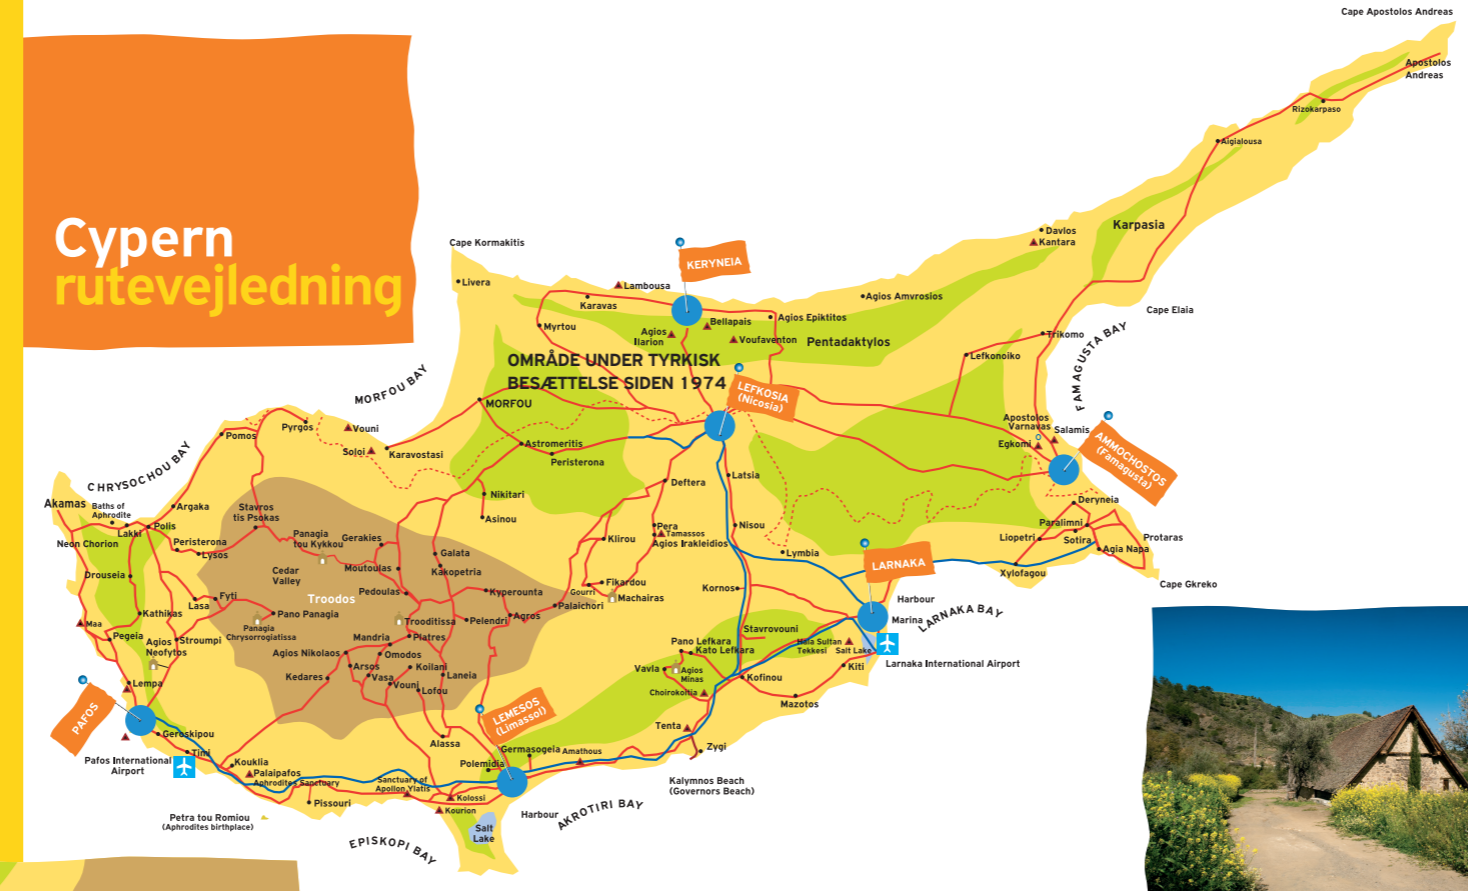 Cypern
rutevejledning
Cape Apostolos Andreas
Apostolos
Andreas
Rizokarpaso
Aigialousa
Karpasia
Davlos
Kantara
Cape Elaia
Cape Kormakitis
Livera
KERYNEIA
Lambousa
Karavas
Agios Amvrosios
Myrtou
Agios
Ilarion
Bellapais
Agios Epiktitos
Voufaventon
Pentadaktylos
Trikomo
Lefkonoiko
FAMAGUSTA BAY
OMRÅDE UNDER TYRKISK
BESÆTTELSE SIDEN 1974
LEFKOSIA
(Nicosia)
MORFOU BAY
MORFOU
Apostolos
Varnavas
Salamis
Egkomi
AMMOCHOSTOS
(Famagusta)
Pyrgos
Vouni
Pomos
Soloi
Karavostasi
Astromeritis
Peristerona
CHRYSOCHOU BAY
Latsia
Deftera
Nikitari
Asinou
Akamas
Baths of
Aphrodite
Argaka
Stavros
tis Psokas
Deryneia
Lakki
Polis
Neon Chorion
Peristerona
Lysos
Panagia
tou Kykkou
Gerakies
Galata
Kakopetria
Klirou
Pera
Tamassos
Agios Irakleidios
Nisou
Lymbia
Paralimni
Liopetri
Sotira
Protaras
Agia Napa
Xylofagou
Cape Gkreko
LARNAKA
Drouseia
Cedar
Valley
Moutoulas
Pedoulas
Troodos
Kyperounta
Fikardou
Gourri
Machairas
Kornos
Palaichori
Harbour
Marina
LARNAKA BAY
Lasa
Fyti
Kathikas
Pano Panagia
Panagia
Chrysorrogiatissa
Trooditissa
Pelendri
Agros
Maa
Pegeia
Agios
Neofytos
Stroumpi
Mandria
Platres
Stavrovouni
Pano Lefkara
Kato Lefkara
Hala Sultan
Tekkesi
Salt Lake
Larnaka International Airport
Agios Nikolaos
Omodos
Arsos
Koilani
Kedares
Vasa
Vouni
Laneia
Lofou
Vavla
Agios
Minas
Kiti
Kofinou
Choirokoitia
Mazotos
Lempa
PAFOS
LEMESOS
(Limassol)
Tenta
Zygi
Geroskipou
Timi
Alassa
Germasogeia
Amathous
Pafos International
Airport
Kouklia
Palaipafos
Aphrodites Sanctuary
Polemidia
Sanctuary of
Apollon Ylatis
Kalymnos Beach
(Governors Beach)
Kolossi
Kourion
Pissouri
Petra tou Romiou
(Aphrodites birthplace)
Harbour
AKROTIRI BAY
Salt
Lake
EPISKOPI BAY